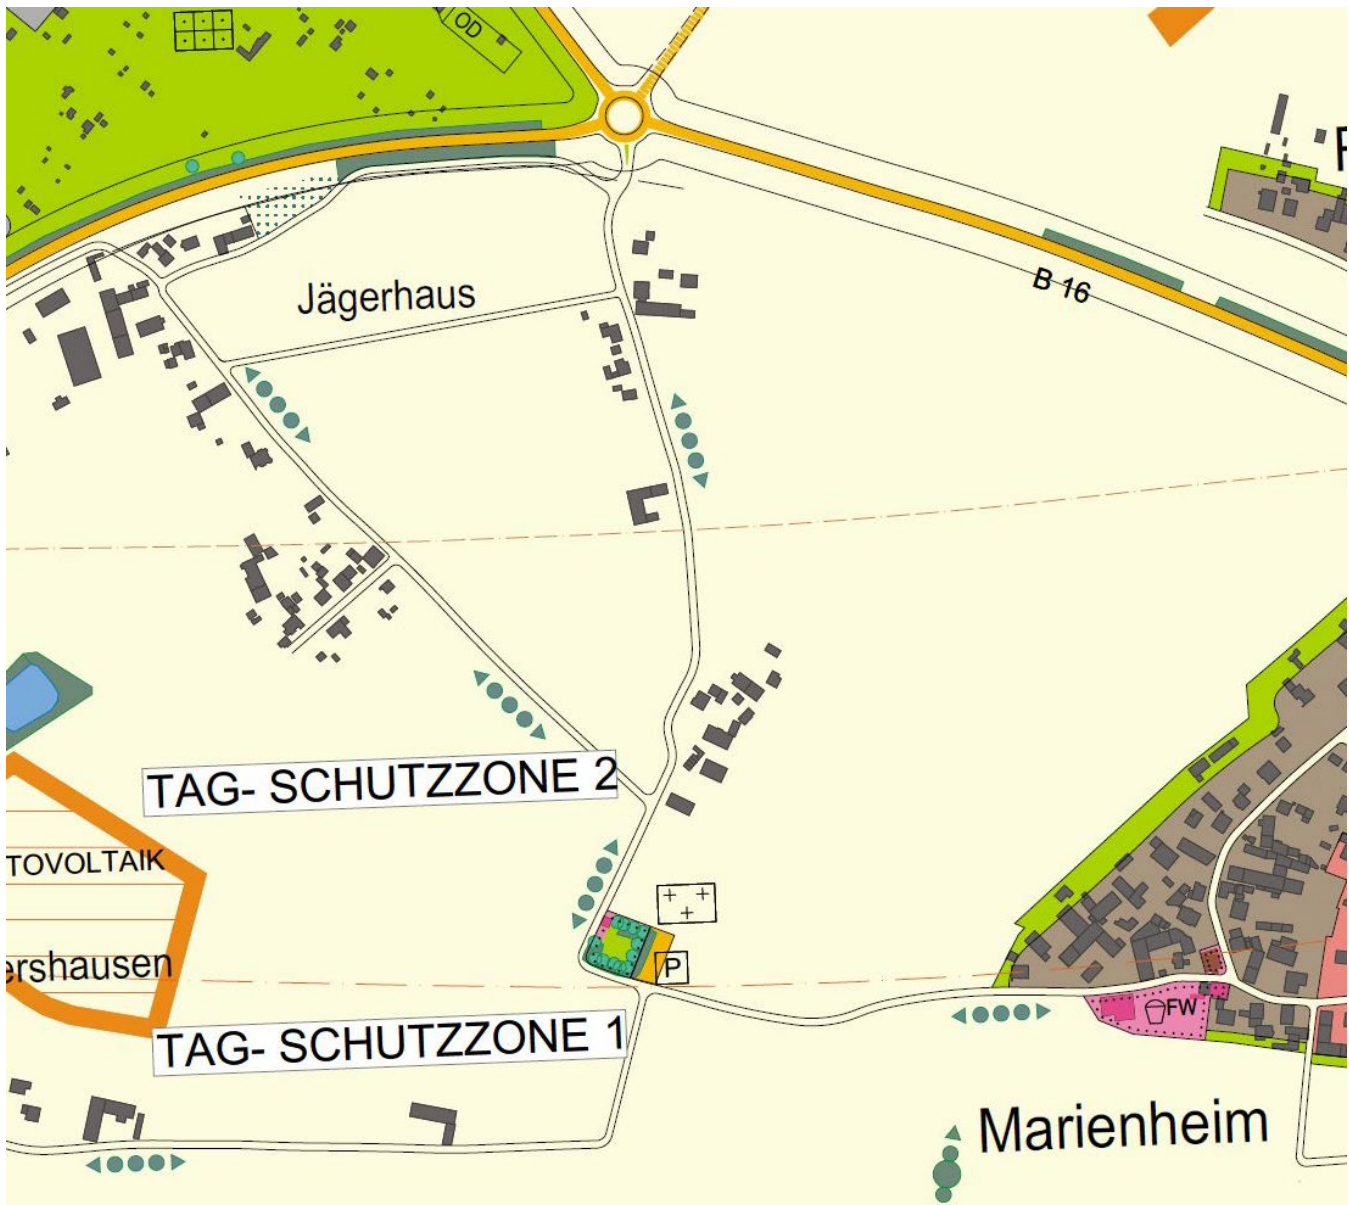 OD
Jägerhaus
B 16
TAG- SCHUTZZONE 2
TOVOLTAIK
ershausen
P
FW
TAG- SCHUTZZONE 1
Marienheim